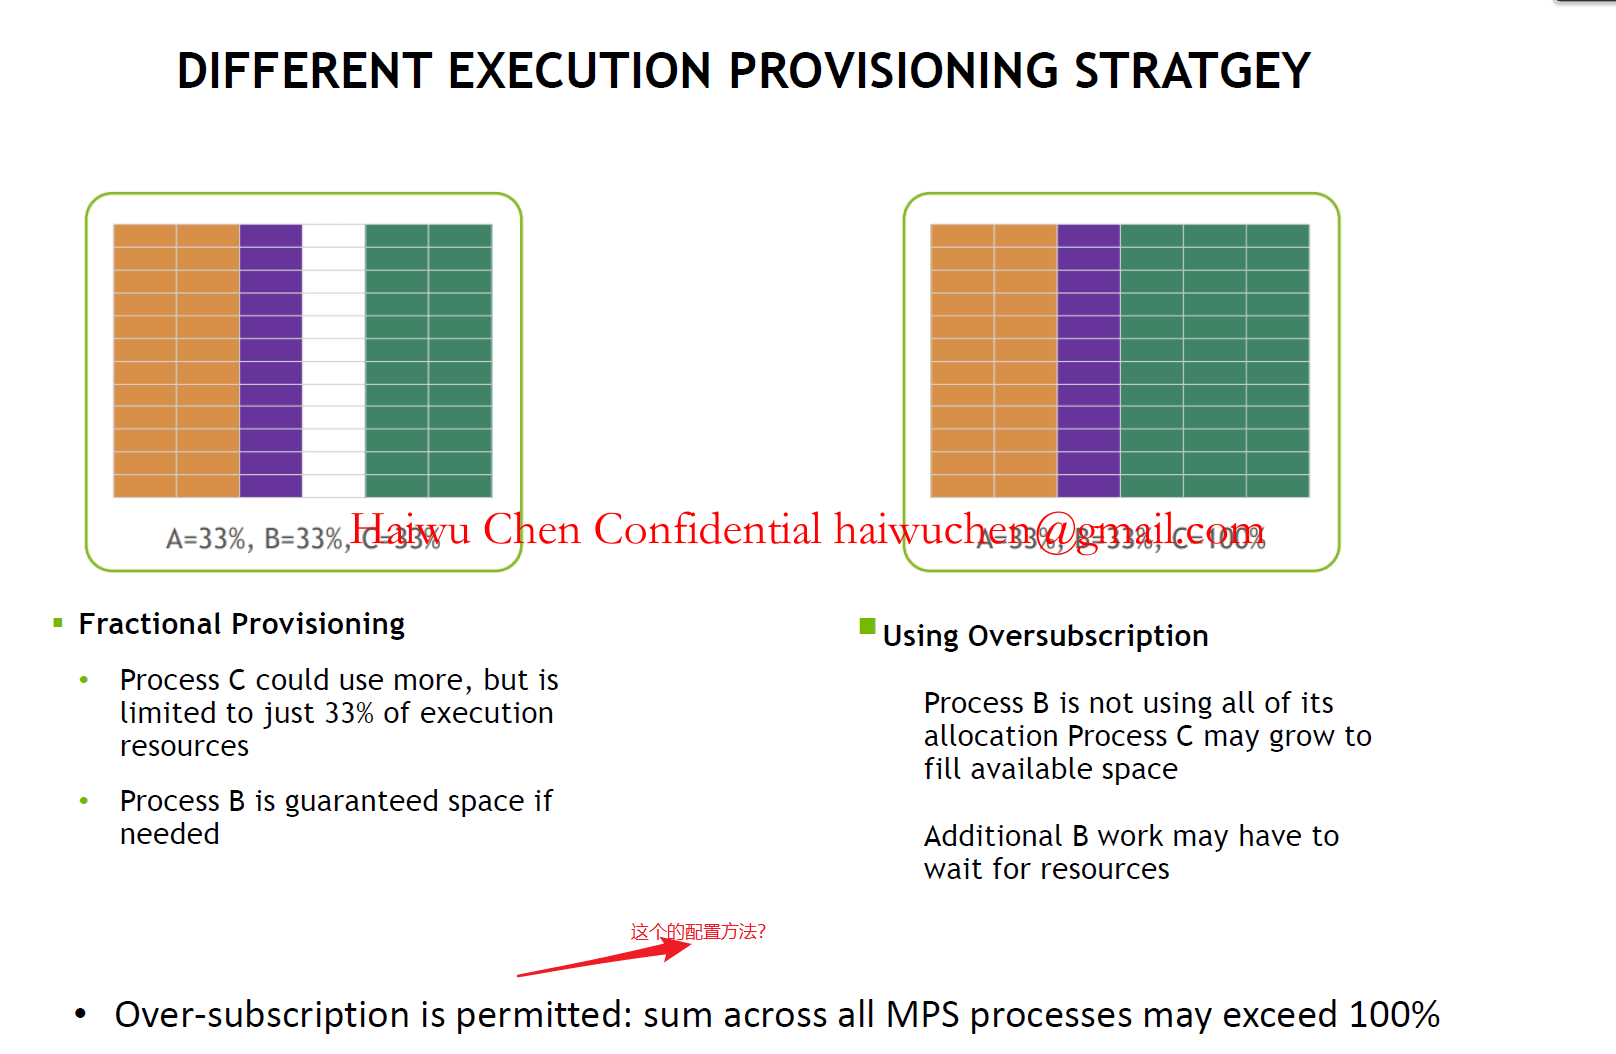 DIFFERENT EXECUTION PROVISIONING STRATGEY
A=33%, B=33%, C=33%
A=33%, B=33%, C=100%
Haiwu Chen Confidential haiwuchen@gmail.com
Fractional Provisioning
Process C could use more, but is
limited to just 33% of execution
resources
Process B is guaranteed space if
needed
Using Oversubscription
Process B is not using all of its
allocation Process C may grow to
fill available space
Additional B work may have to
wait for resources
这个的配置方法?
• Over-subscription is permitted: sum across all MPS processes may exceed 100%